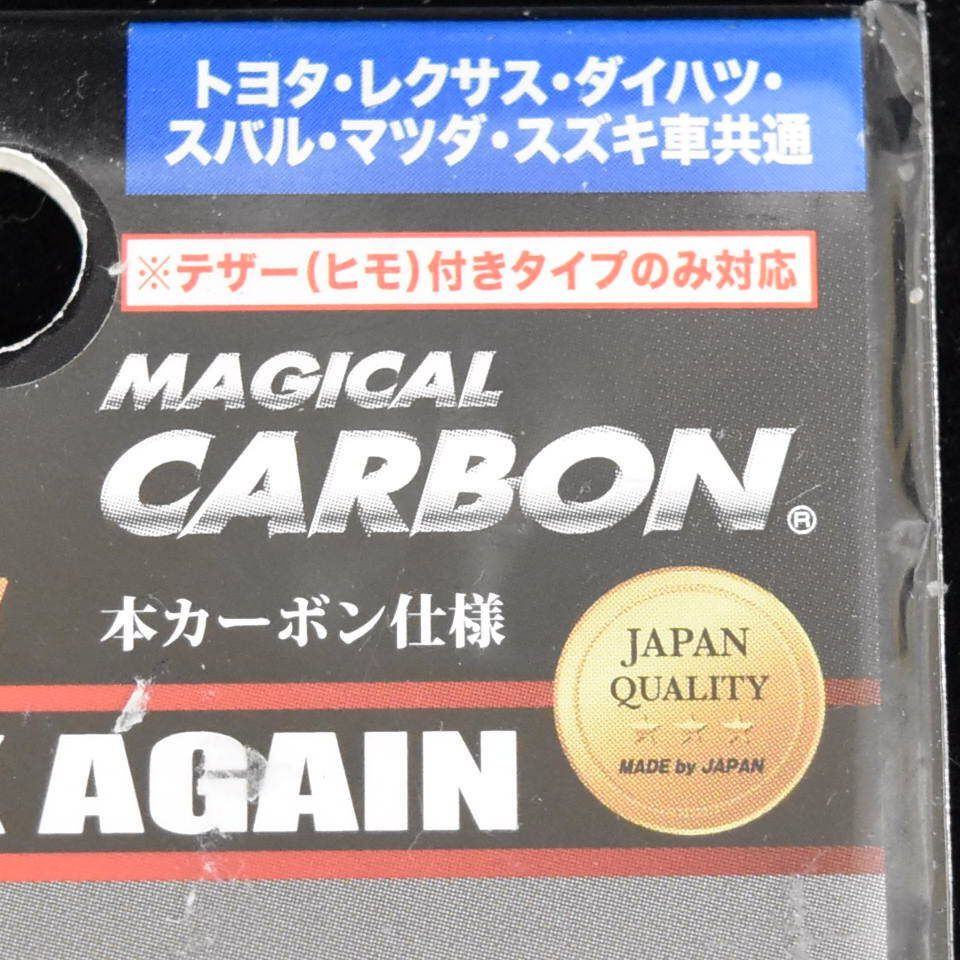 トヨタ・レクサス・ダイハツ・
スバル・マツダ・スズキ車共通
※テザー(ヒモ)付きタイプのみ対応
MAGICAL
CARBON®
本カーボン仕様
AGAIN
JAPAN
QUALITY
MADE by JAPAN